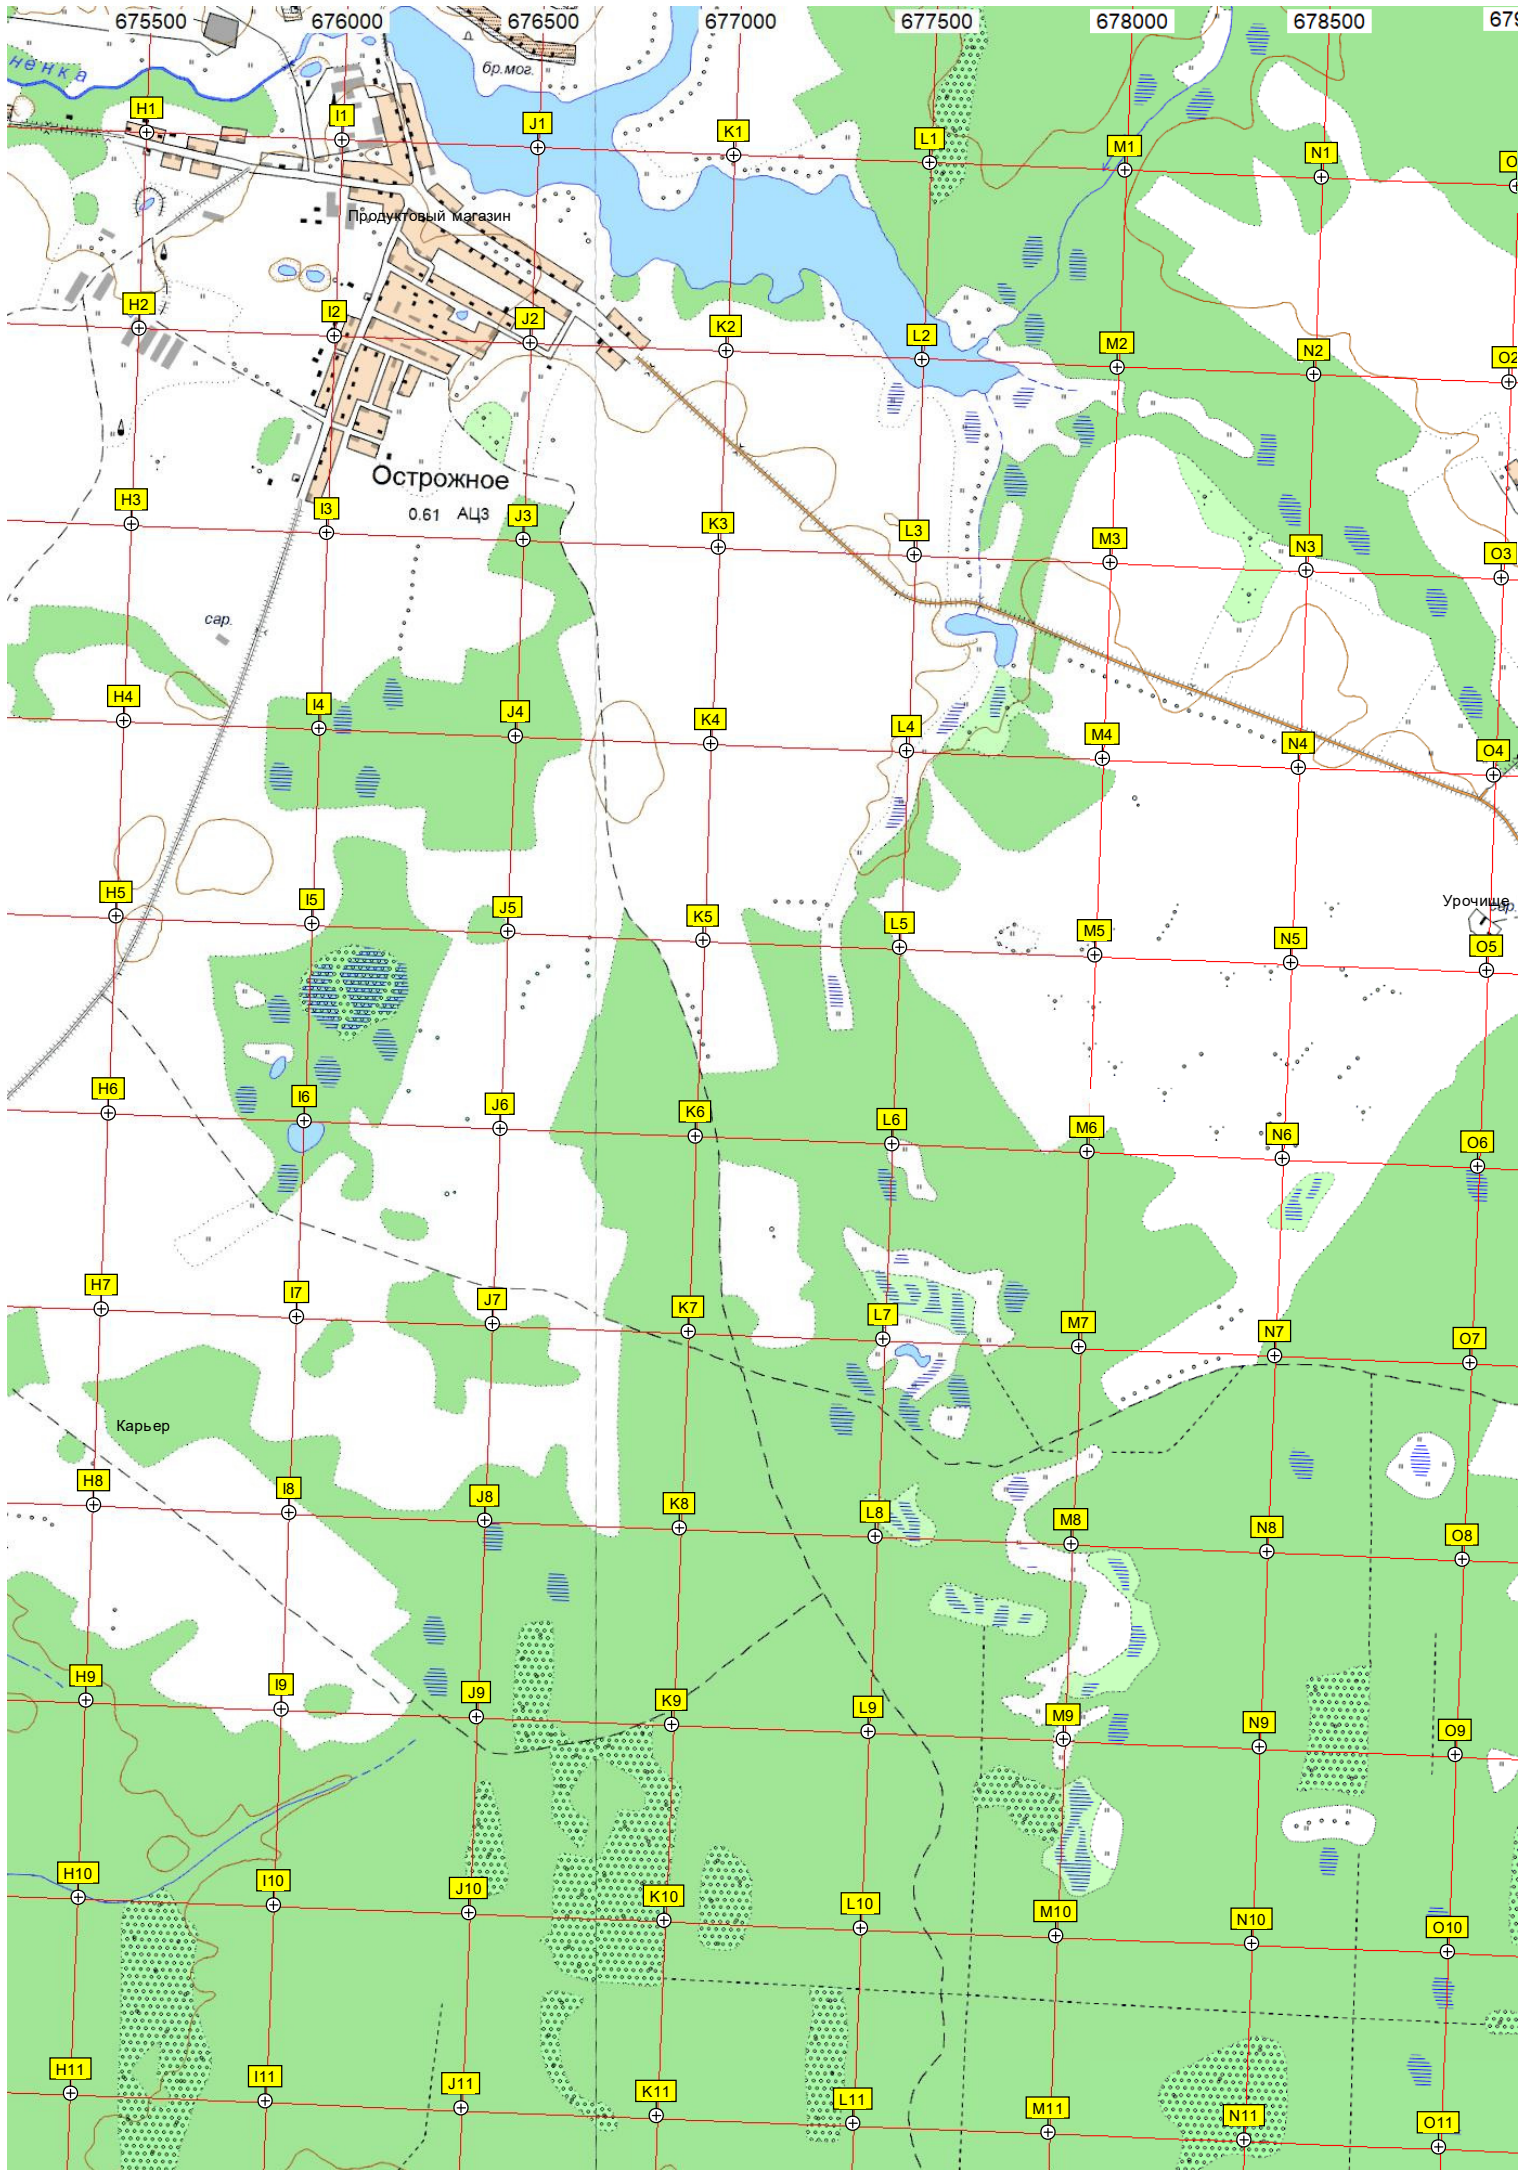 675500 676000 676500 677000 677500 678000 678500 679
нёнка
бр.мог.
H1 I1 J1 K1 L1 M1 N1 O
Продуктовый магазин
H2 I2 J2 K2 L2 M2 N2 O2
Острожное
0.61 АЦЗ
H3 I3 J3 K3 L3 M3 N3 O3
сар.
H4 I4 J4 K4 L4 M4 N4 O4
Урочище
сар.
H5 I5 J5 K5 L5 M5 N5 O5
H6 I6 J6 K6 L6 M6 N6 O6
H7 I7 J7 K7 L7 M7 N7 O7
Карьер
H8 I8 J8 K8 L8 M8 N8 O8
H9 I9 J9 K9 L9 M9 N9 O9
H10 I10 J10 K10 L10 M10 N10 O10
H11 I11 J11 K11 L11 M11 N11 O11